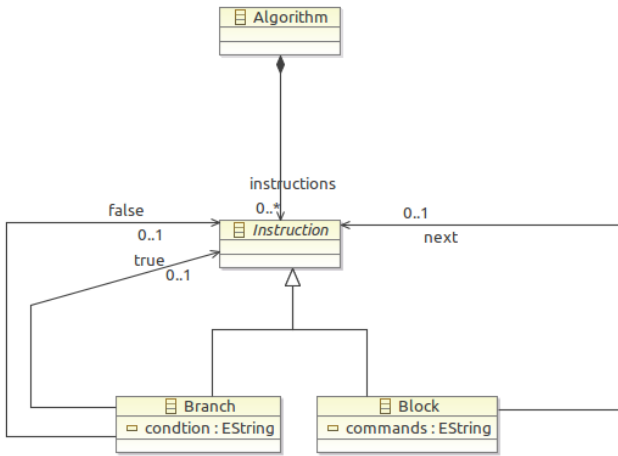 Algorithm
instructions
0..*
false
0..1
Instruction
0..1
next
true
0..1
Branch
condtion : EString
Block
commands : EString